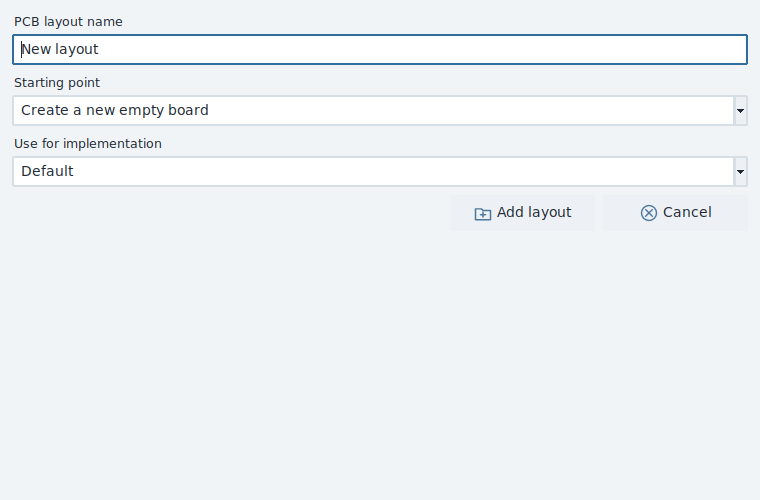 PCB layout name
New layout
Starting point
Create a new empty board
Use for implementation
Default
Add layout
Cancel